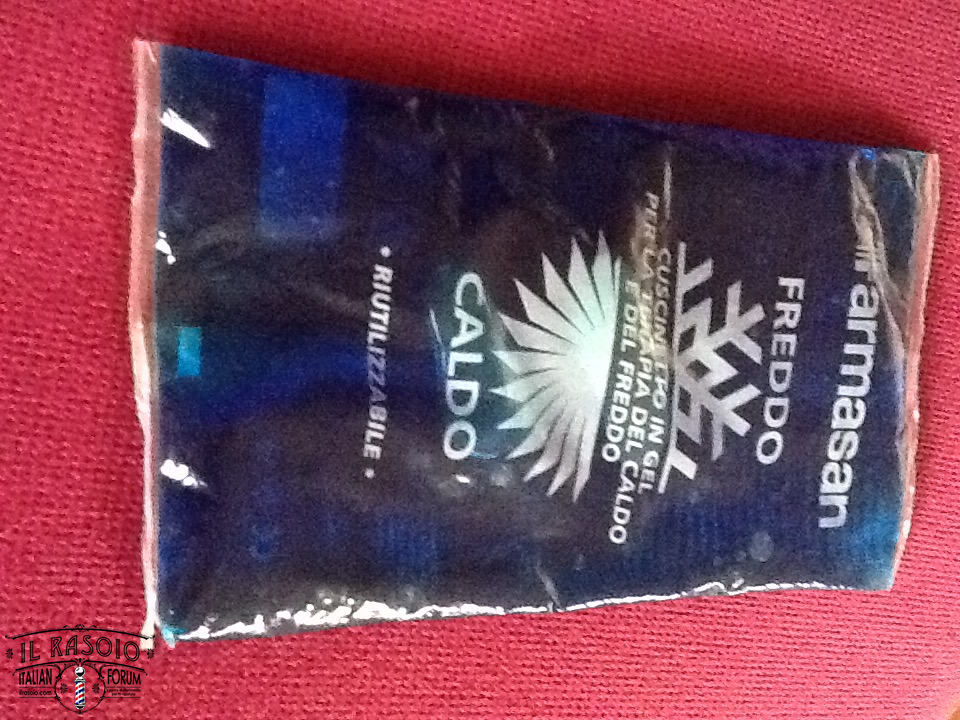 Farmasan
FREDDO
CUSCINETTO IN GEL
PER LA TERAPIA DEL CALDO
E DEL FREDDO
CALDO
• RIUTILIZZABILE •
IL RASOIO
ITALIAN FORUM